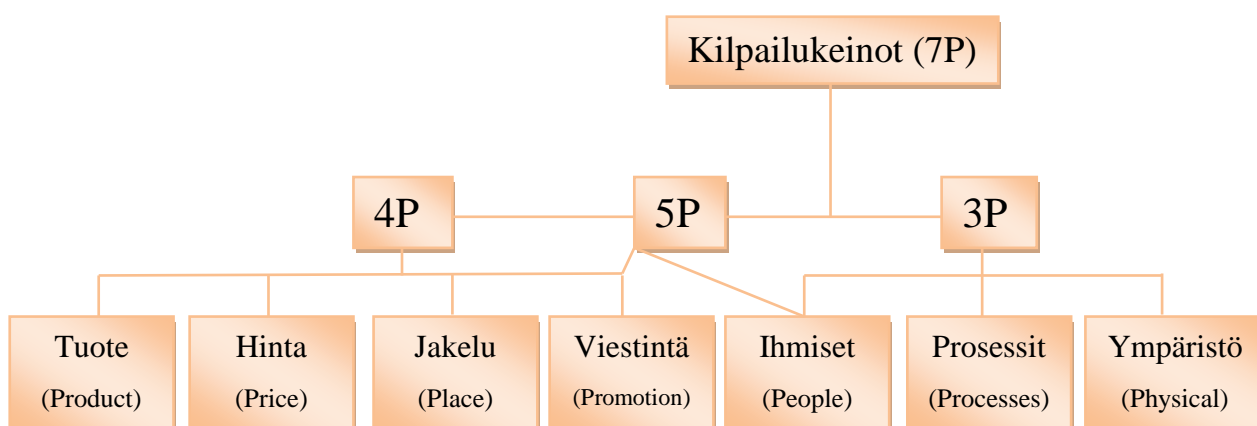 Kilpailukeinot (7P)
4P
5P
3P
Tuote
(Product)
Hinta
(Price)
Jakelu
(Place)
Viestintä
(Promotion)
Ihmiset
(People)
Prosessit
(Processes)
Ympäristö
(Physical)